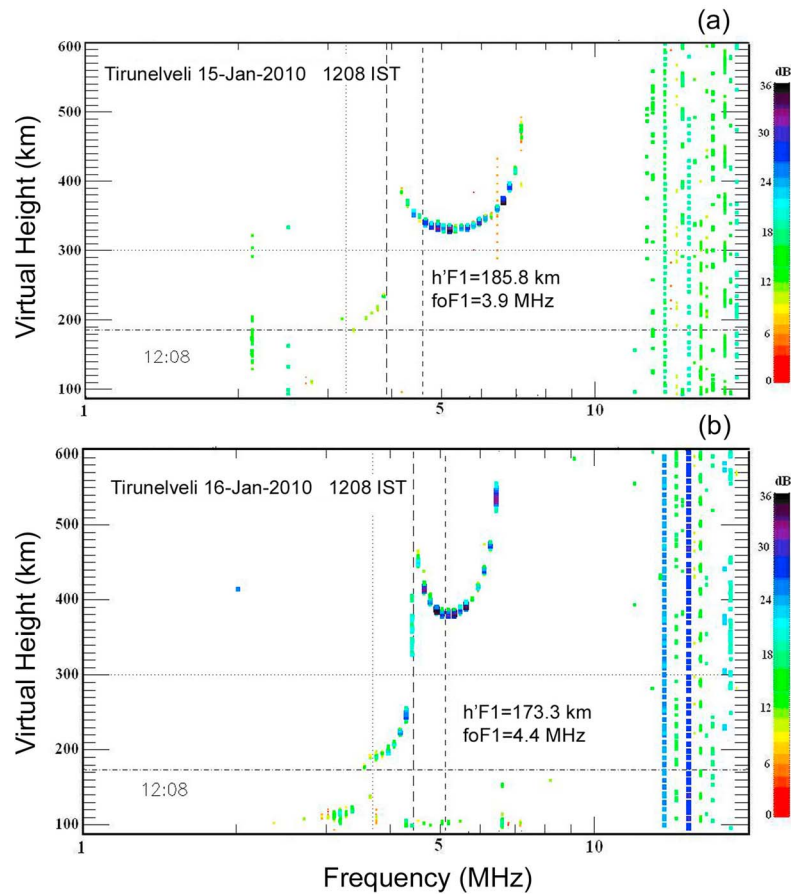 (a)
Tirunelveli 15-Jan-2010 1208 IST
dB
600
500
400
300
200
100
Virtual Height (km)
h'F1=185.8 km
foF1=3.9 MHz
12:08
1
5
10
36
30
24
18
12
6
0
(b)
Tirunelveli 16-Jan-2010 1208 IST
dB
600
500
400
300
200
100
Virtual Height (km)
h'F1=173.3 km
foF1=4.4 MHz
12:08
1
5
10
36
30
24
18
12
6
0
Frequency (MHz)